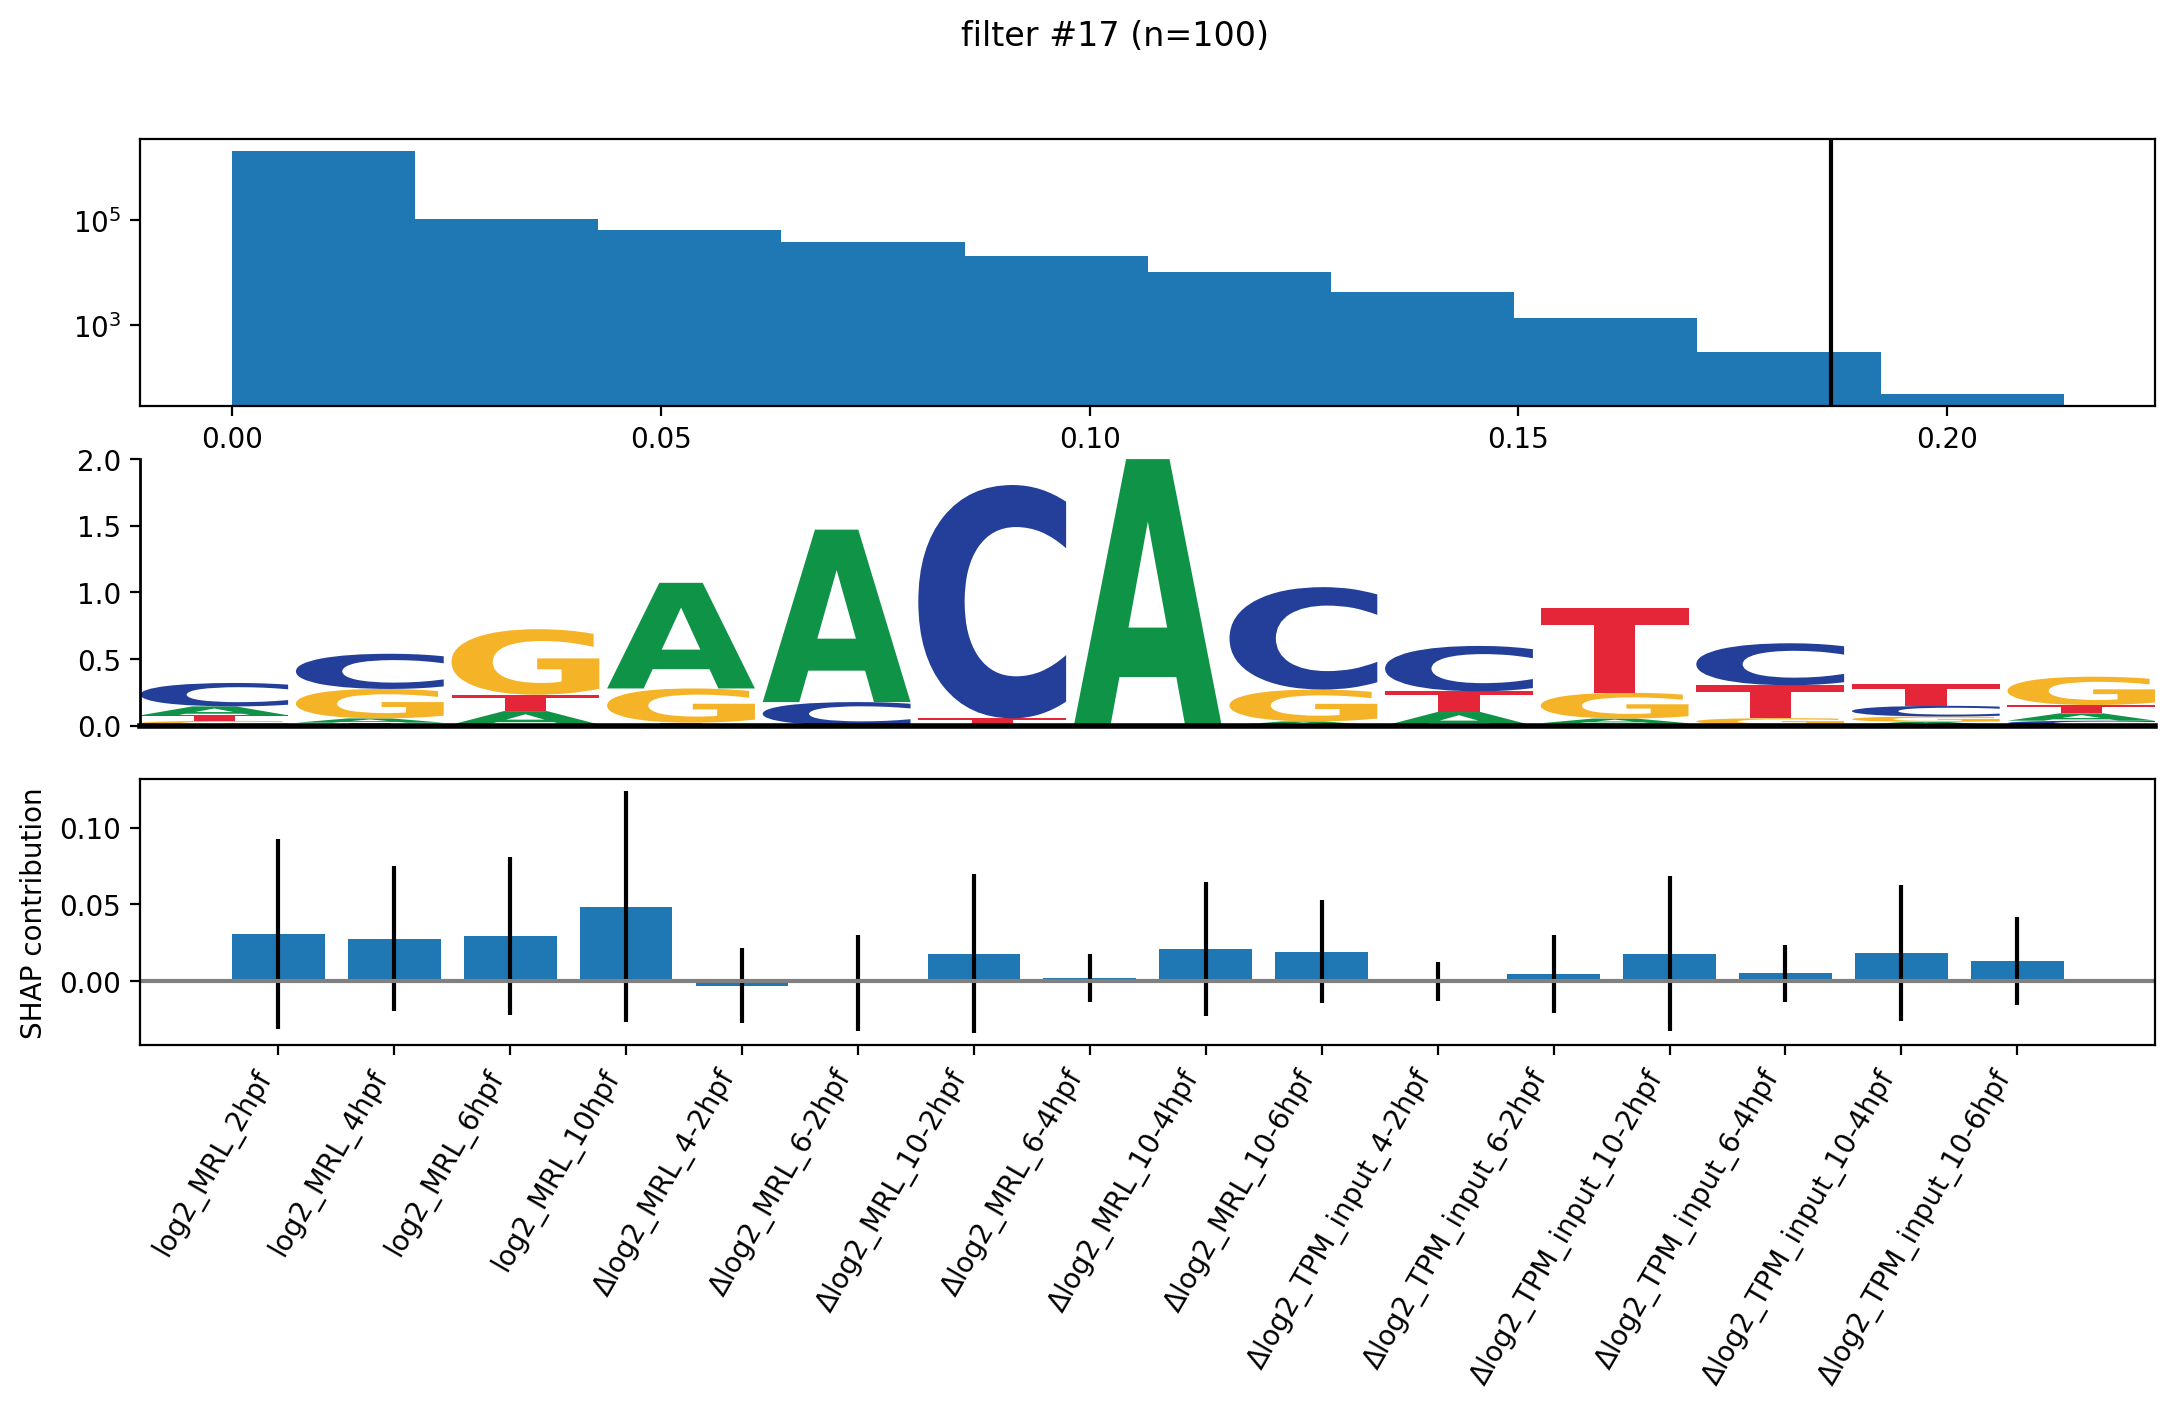 filter #17 (n=100)
10^5
10^3
0.00 0.05 0.10 0.15 0.20
2.0
1.5
1.0
0.5
0.0
C C G A A C A C C T C T G
A G T G C T G T G T C T
T A A A A G G A
SHAP contribution
0.10
0.05
0.00
log2_MRL_2hpf
log2_MRL_4hpf
log2_MRL_6hpf
log2_MRL_10hpf
Δlog2_MRL_4-2hpf
Δlog2_MRL_6-2hpf
Δlog2_MRL_10-2hpf
Δlog2_MRL_6-4hpf
Δlog2_MRL_10-4hpf
Δlog2_MRL_10-6hpf
Δlog2_TPM_input_4-2hpf
Δlog2_TPM_input_6-2hpf
Δlog2_TPM_input_10-2hpf
Δlog2_TPM_input_6-4hpf
Δlog2_TPM_input_10-4hpf
Δlog2_TPM_input_10-6hpf